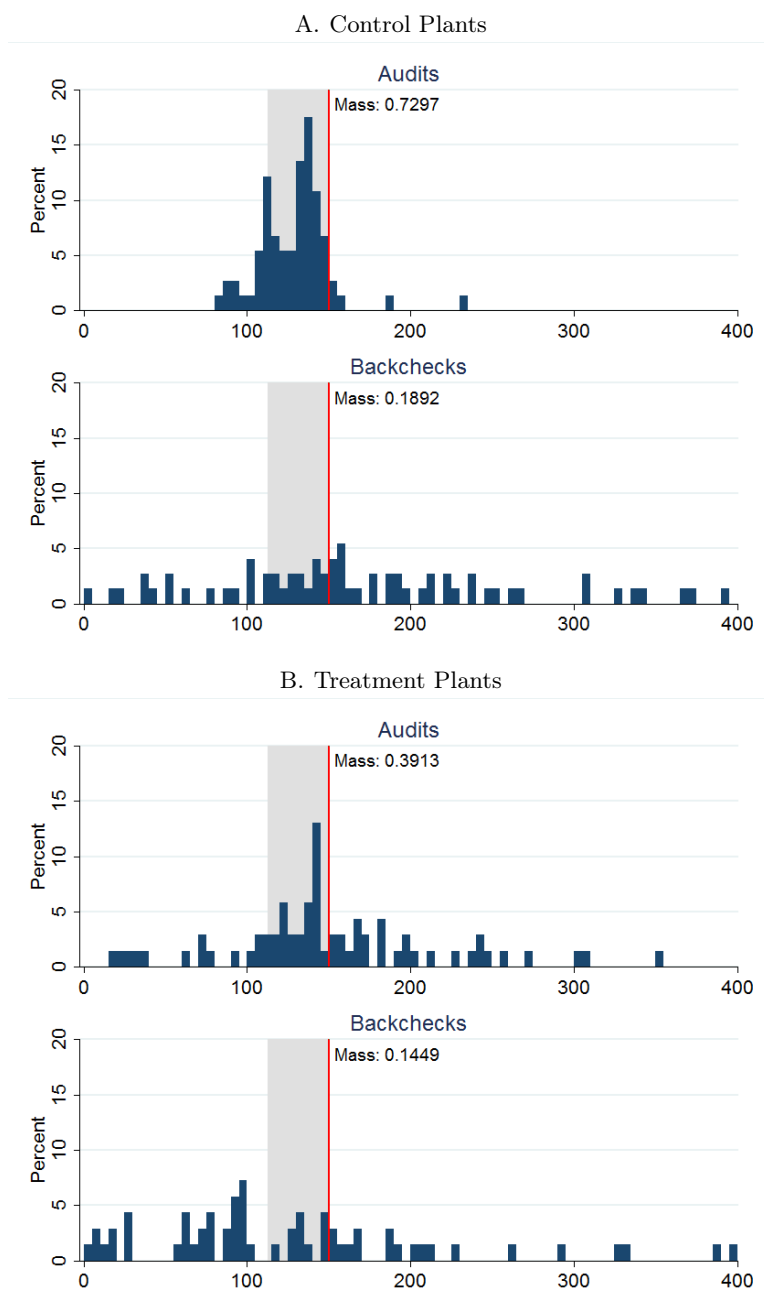 A. Control Plants
Audits
Mass: 0.7297
Percent
20
15
10
5
0
0 100 200 300 400
Backchecks
Mass: 0.1892
Percent
20
15
10
5
0
0 100 200 300 400
B. Treatment Plants
Audits
Mass: 0.3913
Percent
20
15
10
5
0
0 100 200 300 400
Backchecks
Mass: 0.1449
Percent
20
15
10
5
0
0 100 200 300 400